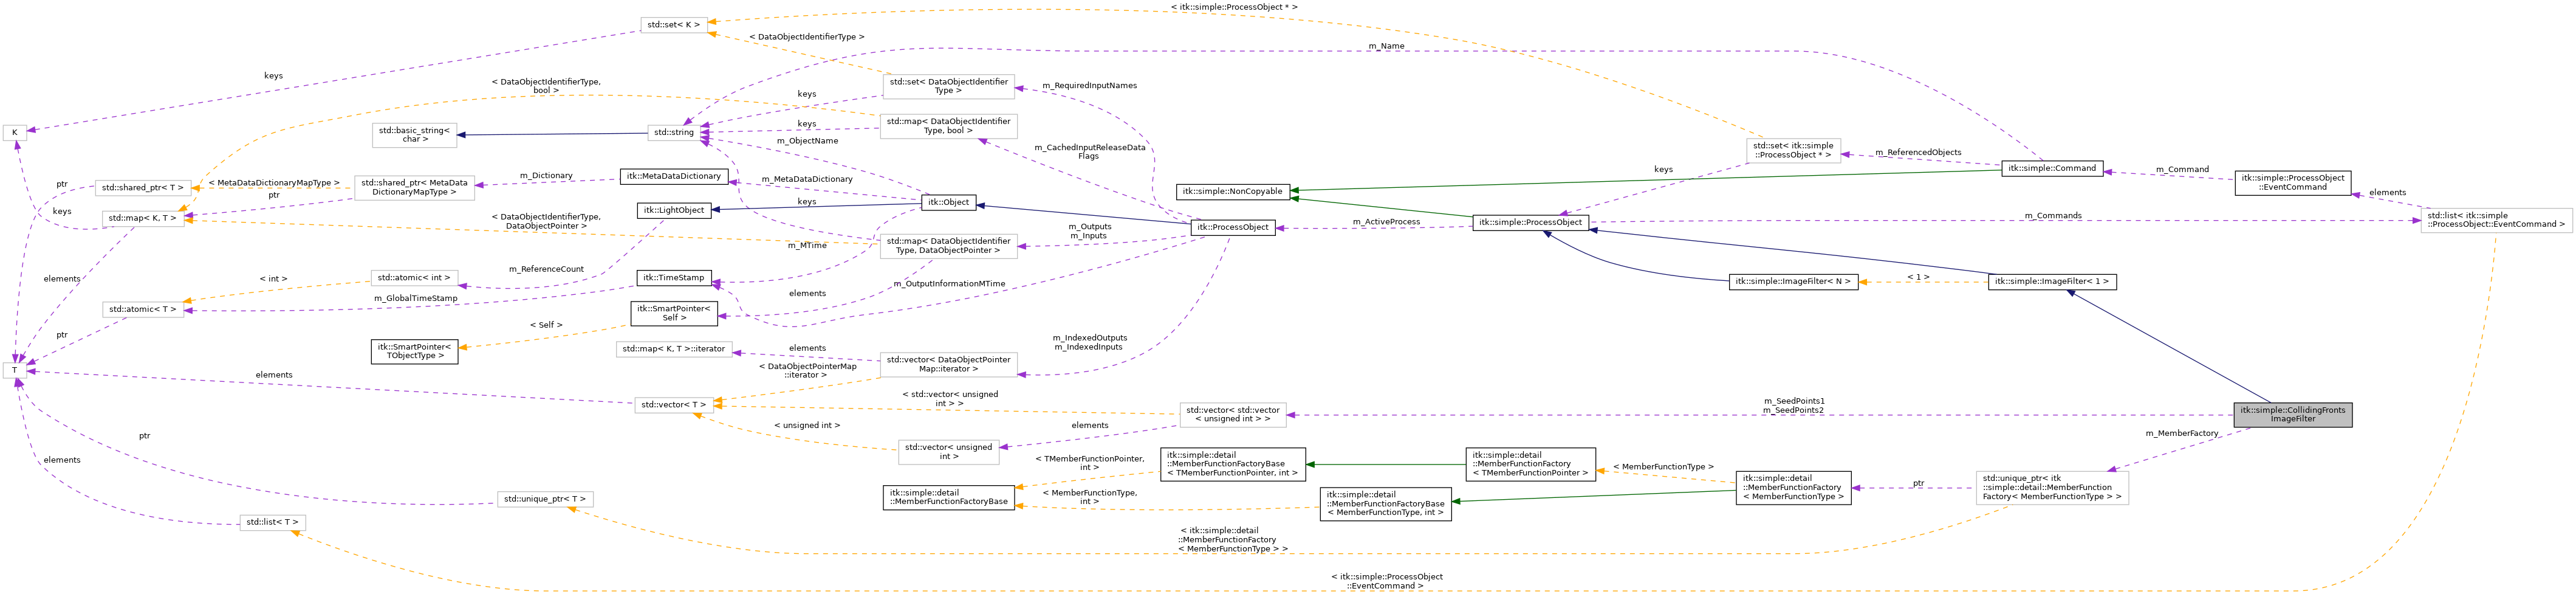 < itk::simple::ProcessObject * >
std::set< K >
< DataObjectIdentifierType >
m_Name
keys
< DataObjectIdentifierType,
bool >
std::set< DataObjectIdentifier
Type >
m_RequiredInputNames
keys
K
std::basic_string<
char >
std::string
keys
std::map< DataObjectIdentifier
Type, bool >
m_ObjectName
m_CachedInputReleaseData
Flags
std::set< itk::simple
::ProcessObject * >
m_ReferencedObjects
itk::simple::Command
m_Command
itk::simple::ProcessObject
::EventCommand
elements
ptr
std::shared_ptr< T >
< MetaDataDictionaryMapType >
ptr
std::shared_ptr< MetaData
DictionaryMapType >
m_Dictionary
itk::MetaDataDictionary
m_MetaDataDictionary
keys
itk::simple::NonCopyable
keys
keys
std::map< K, T >
< DataObjectIdentifierType,
DataObjectPointer >
itk::LightObject
itk::Object
itk::ProcessObject
m_ActiveProcess
itk::simple::ProcessObject
m_Commands
std::list< itk::simple
::ProcessObject::EventCommand >
m_Outputs
m_Inputs
std::map< DataObjectIdentifier
Type, DataObjectPointer >
m_MTime
elements
< int >
std::atomic< int >
m_ReferenceCount
itk::TimeStamp
m_OutputInformationMTime
itk::simple::ImageFilter< N >
< 1 >
itk::simple::ImageFilter< 1 >
m_GlobalTimeStamp
elements
std::atomic< T >
itk::SmartPointer<
Self >
< Self >
ptr
itk::SmartPointer<
TObjectType >
std::map< K, T >::iterator
elements
m_IndexedOutputs
m_IndexedInputs
std::vector< DataObjectPointer
Map::iterator >
T
elements
< DataObjectPointerMap
::iterator >
std::vector< T >
< std::vector< unsigned
int > >
std::vector< std::vector
< unsigned int > >
m_SeedPoints1
m_SeedPoints2
itk::simple::CollidingFronts
ImageFilter
< unsigned int >
elements
m_MemberFactory
ptr
std::vector< unsigned
int >
elements
< TMemberFunctionPointer,
int >
itk::simple::detail
::MemberFunctionFactoryBase
< TMemberFunctionPointer, int >
itk::simple::detail
::MemberFunctionFactory
< TMemberFunctionPointer >
< MemberFunctionType >
itk::simple::detail
::MemberFunctionFactory
< MemberFunctionType >
ptr
std::unique_ptr< itk
::simple::detail::MemberFunction
Factory< MemberFunctionType > >
std::unique_ptr< T >
itk::simple::detail
::MemberFunctionFactoryBase
< MemberFunctionType,
int >
itk::simple::detail
::MemberFunctionFactoryBase
< MemberFunctionType, int >
std::list< T >
< itk::simple::detail
::MemberFunctionFactory
< MemberFunctionType > >
< itk::simple::ProcessObject
::EventCommand >